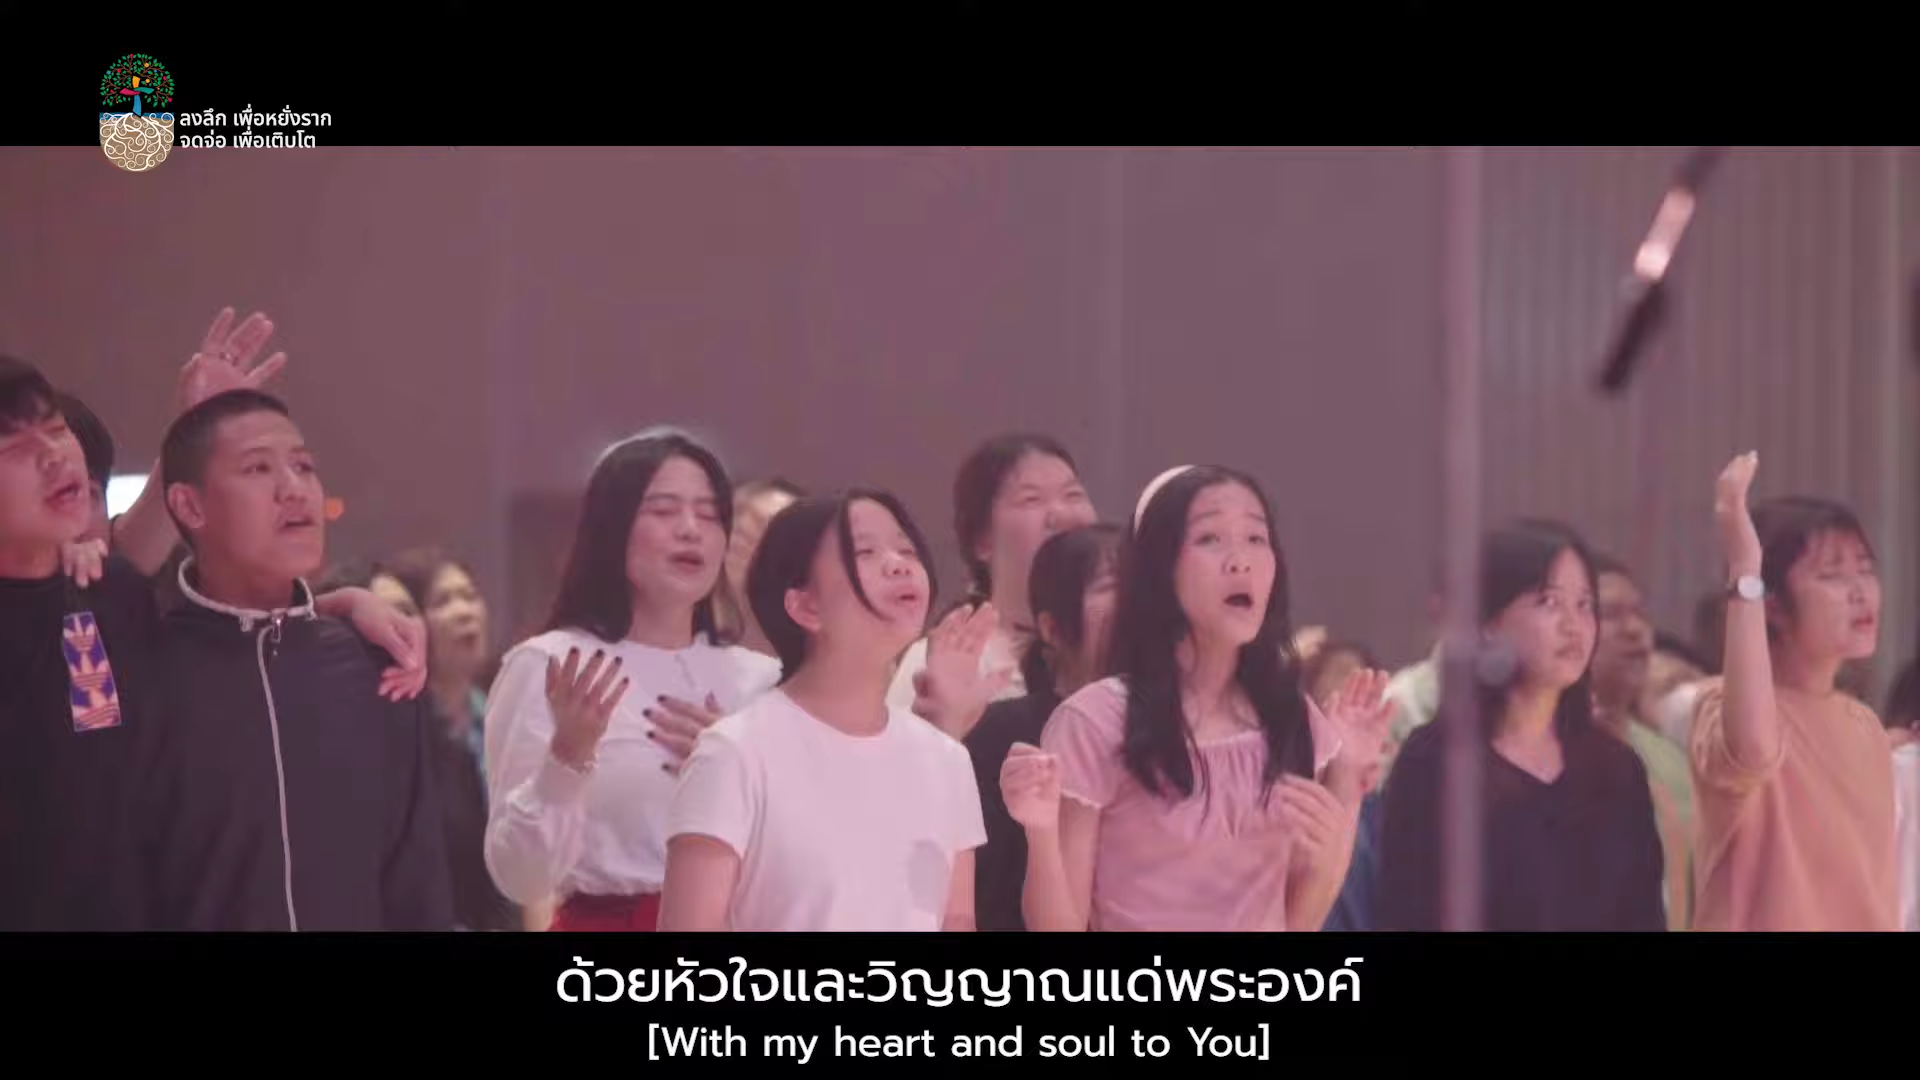 ลงลึก เพื่อหยั่งราก
จดจ่อ เพื่อเติบโต
ด้วยหัวใจและวิญญาณแด่พระองค์
[With my heart and soul to You]